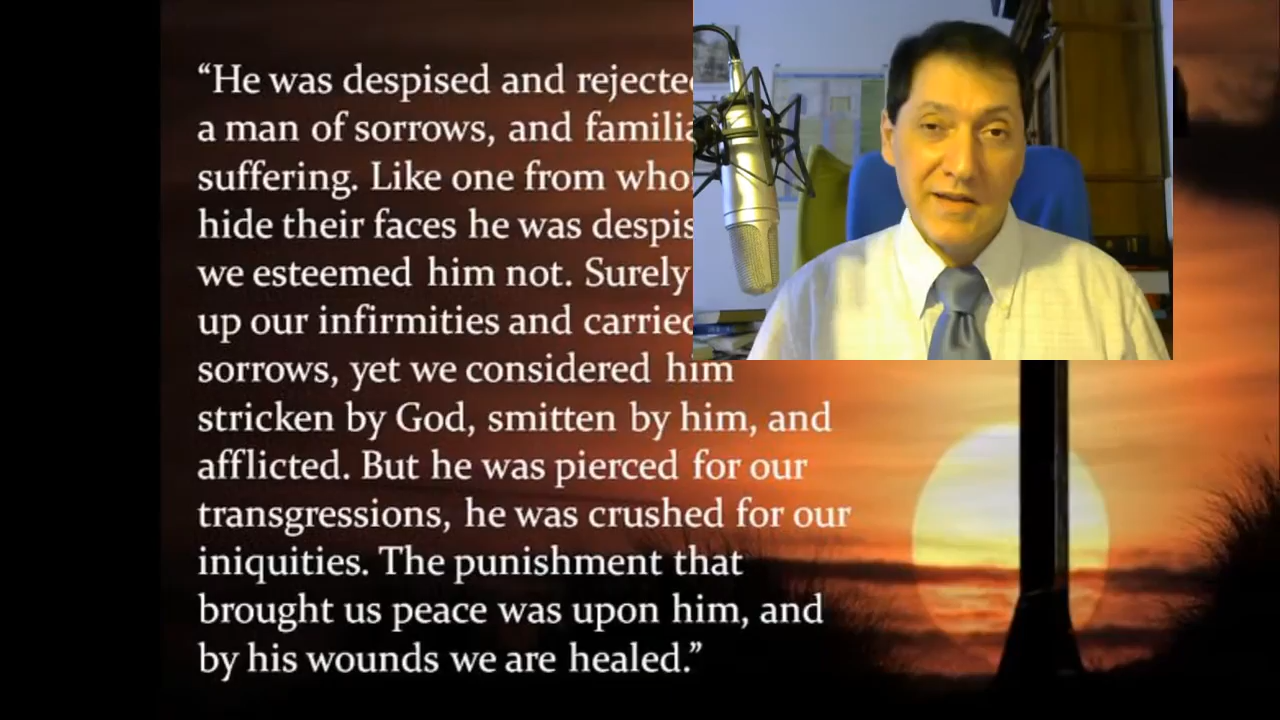 “He was despised and rejecte
a man of sorrows, and familia
suffering. Like one from who
hide their faces he was despis
we esteemed him not. Surely
up our infirmities and carried
sorrows, yet we considered him
stricken by God, smitten by him, and
afflicted. But he was pierced for our
transgressions, he was crushed for our
iniquities. The punishment that
brought us peace was upon him, and
by his wounds we are healed.”